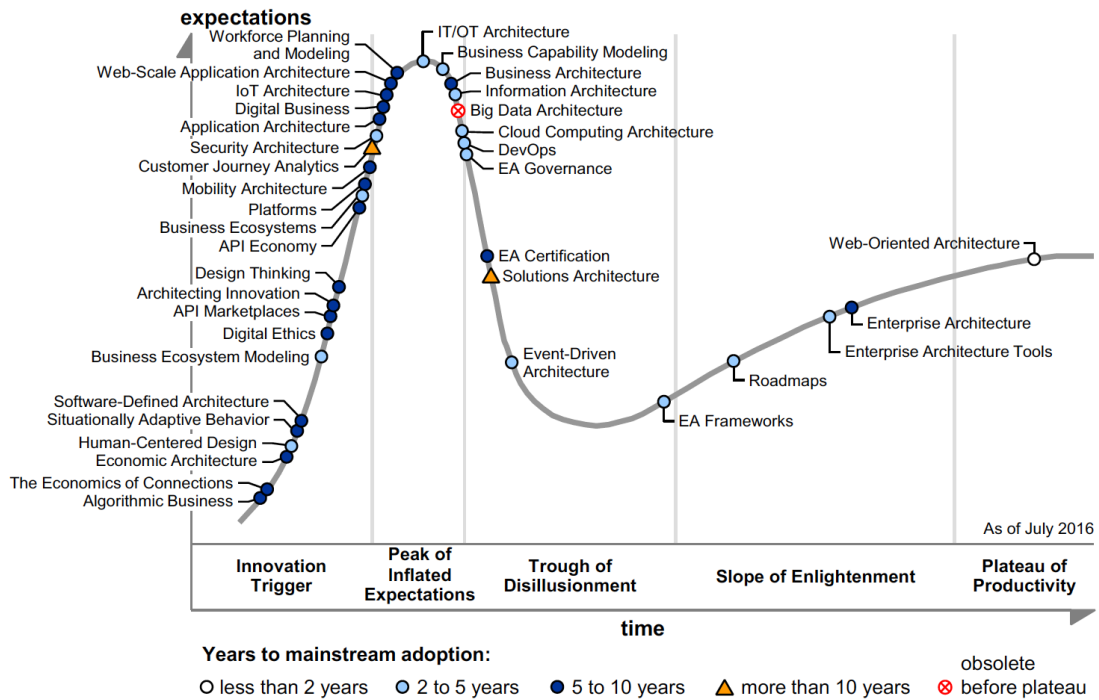 expectations
IT/OT Architecture
Workforce Planning
and Modeling
Business Capability Modeling
Web-Scale Application Architecture
Business Architecture
IoT Architecture
Information Architecture
Digital Business
Big Data Architecture
Application Architecture
Cloud Computing Architecture
Security Architecture
DevOps
Customer Journey Analytics
EA Governance
Mobility Architecture
Platforms
Business Ecosystems
API Economy
Web-Oriented Architecture
EA Certification
Design Thinking
Solutions Architecture
Architecting Innovation
API Marketplaces
Enterprise Architecture
Digital Ethics
Enterprise Architecture Tools
Business Ecosystem Modeling
Event-Driven
Architecture
Roadmaps
Software-Defined Architecture
Situationally Adaptive Behavior
EA Frameworks
Human-Centered Design
Economic Architecture
The Economics of Connections
Algorithmic Business
As of July 2016
Innovation
Trigger
Peak of
Inflated
Expectations
Trough of
Disillusionment
Slope of Enlightenment
Plateau of
Productivity
time
Years to mainstream adoption:
less than 2 years
2 to 5 years
5 to 10 years
more than 10 years
obsolete
before plateau